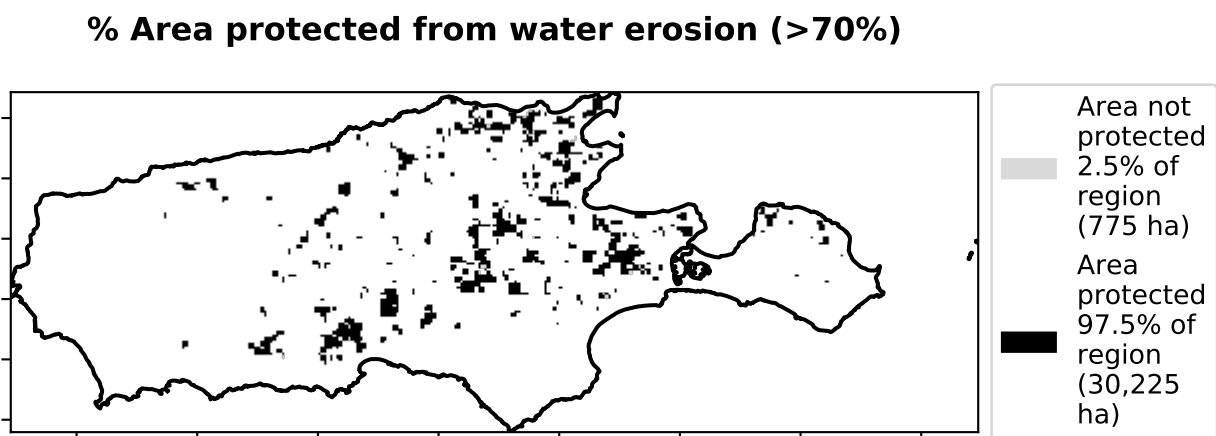 % Area protected from water erosion (>70%)
Area not
protected
2.5% of
region
(775 ha)
Area
protected
97.5% of
region
(30,225
ha)